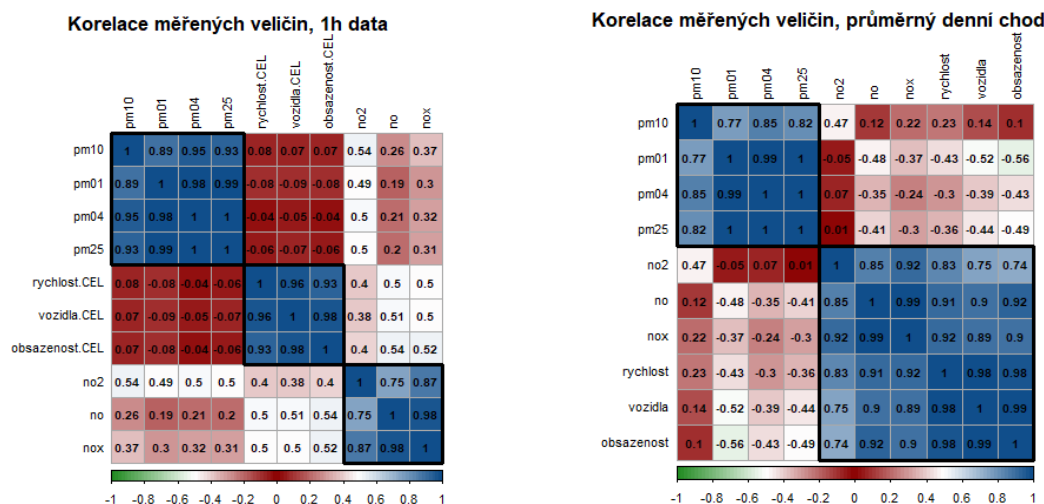 Korelace měřených veličin, 1h data
pm10 pm01 pm04 pm25 rychlost.CEL vozidla.CEL obsazenost.CEL no2 no nox
pm10 1 0.89 0.95 0.93 0.08 0.07 0.07 0.54 0.26 0.37
pm01 0.89 1 0.98 0.99 -0.08 -0.09 -0.08 0.49 0.19 0.3
pm04 0.95 0.98 1 1 -0.04 -0.05 -0.04 0.5 0.21 0.32
pm25 0.93 0.99 1 1 -0.06 -0.07 -0.06 0.5 0.2 0.31
rychlost.CEL 0.08 -0.08 -0.04 -0.06 1 0.96 0.93 0.4 0.5 0.5
vozidla.CEL 0.07 -0.09 -0.05 -0.07 0.96 1 0.98 0.38 0.51 0.5
obsazenost.CEL 0.07 -0.08 -0.04 -0.06 0.93 0.98 1 0.4 0.54 0.52
no2 0.54 0.49 0.5 0.5 0.4 0.38 0.4 1 0.75 0.87
no 0.26 0.19 0.21 0.2 0.5 0.51 0.54 0.75 1 0.98
nox 0.37 0.3 0.32 0.31 0.5 0.5 0.52 0.87 0.98 1
-1 -0.8 -0.6 -0.4 -0.2 0 0.2 0.4 0.6 0.8 1
Korelace měřených veličin, průměrný denní chod
pm10 pm01 pm04 pm25 no2 no nox rychlost vozidla obsazenost
pm10 1 0.77 0.85 0.82 0.47 0.12 0.22 0.23 0.14 0.1
pm01 0.77 1 0.99 1 -0.05 -0.48 -0.37 -0.43 -0.52 -0.56
pm04 0.85 0.99 1 1 0.07 -0.35 -0.24 -0.3 -0.39 -0.43
pm25 0.82 1 1 1 0.01 -0.41 -0.3 -0.36 -0.44 -0.49
no2 0.47 -0.05 0.07 0.01 1 0.85 0.92 0.83 0.75 0.74
no 0.12 -0.48 -0.35 -0.41 0.85 1 0.99 0.91 0.9 0.92
nox 0.22 -0.37 -0.24 -0.3 0.92 0.99 1 0.92 0.89 0.9
rychlost 0.23 -0.43 -0.3 -0.36 0.83 0.91 0.92 1 0.98 0.98
vozidla 0.14 -0.52 -0.39 -0.44 0.75 0.9 0.89 0.98 1 0.99
obsazenost 0.1 -0.56 -0.43 -0.49 0.74 0.92 0.9 0.98 0.99 1
-1 -0.8 -0.6 -0.4 -0.2 0 0.2 0.4 0.6 0.8 1